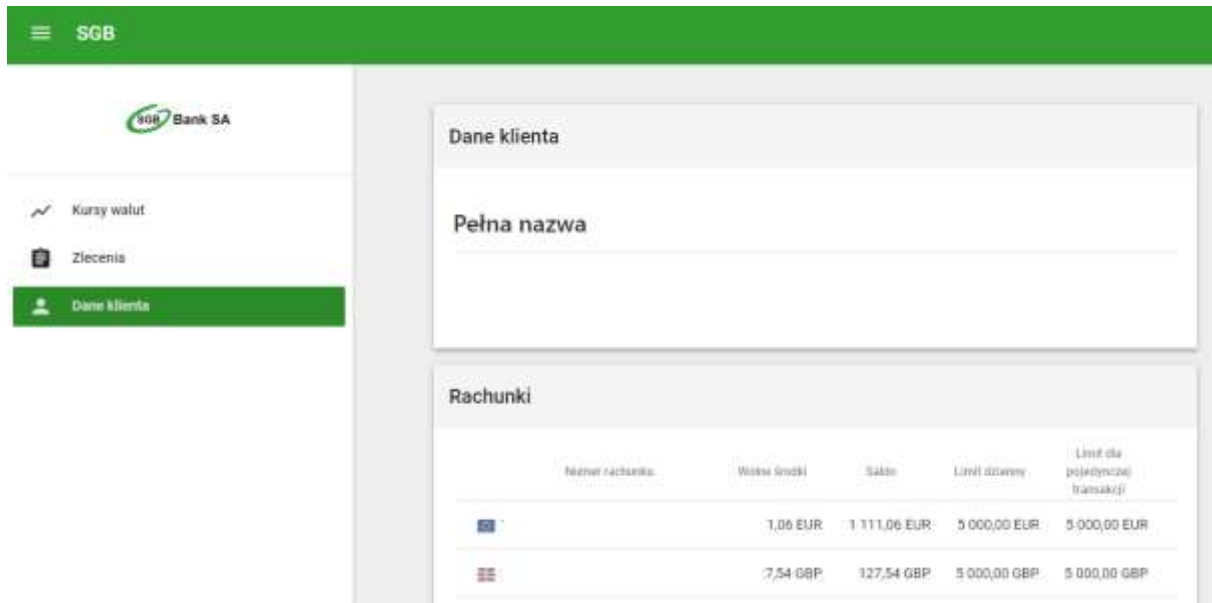 SGB
SGB Bank SA
Kursy walut
Zlecenia
Dane klienta
Dane klienta
Pełna nazwa
Rachunki
Numer rachunku Wolne środki Saldo Limit dzienny Limit dla
pojedynczej
transakcji
1,06 EUR 1 111,06 EUR 5 000,00 EUR 5 000,00 EUR
7,54 GBP 127,54 GBP 5 000,00 GBP 5 000,00 GBP